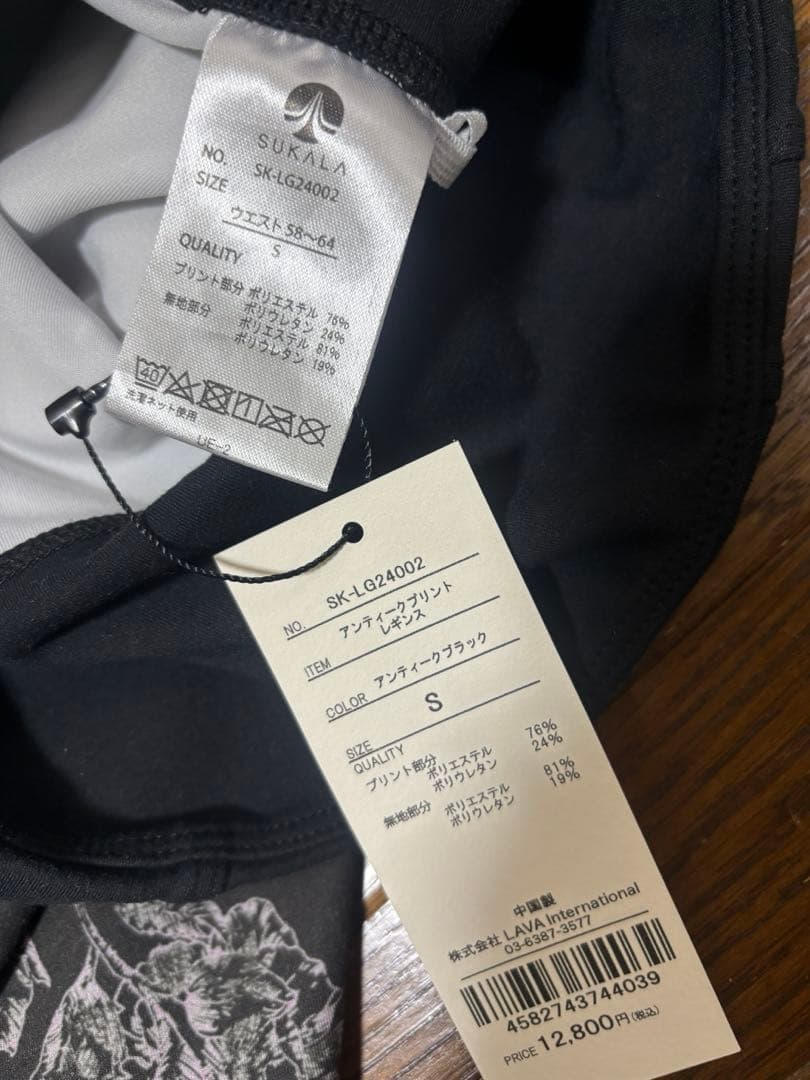 SUKALA
NO. SK-LG24002
SIZE
ウエスト 58～64
S
QUALITY
プリント部分 ポリエステル 76%
ポリウレタン 24%
無地部分 ポリエステル 81%
ポリウレタン 19%
40
洗濯ネット使用
UE-2
NO. SK-LG24002
アンティークプリント
レギンス
ITEM
COLOR アンティークブラック
S
SIZE
QUALITY
プリント部分 ポリエステル 76%
ポリウレタン 24%
無地部分 ポリエステル 81%
ポリウレタン 19%
中国製
株式会社 LAVA International
03-6387-3577
4582743744039
PRICE 12,800円(税込)